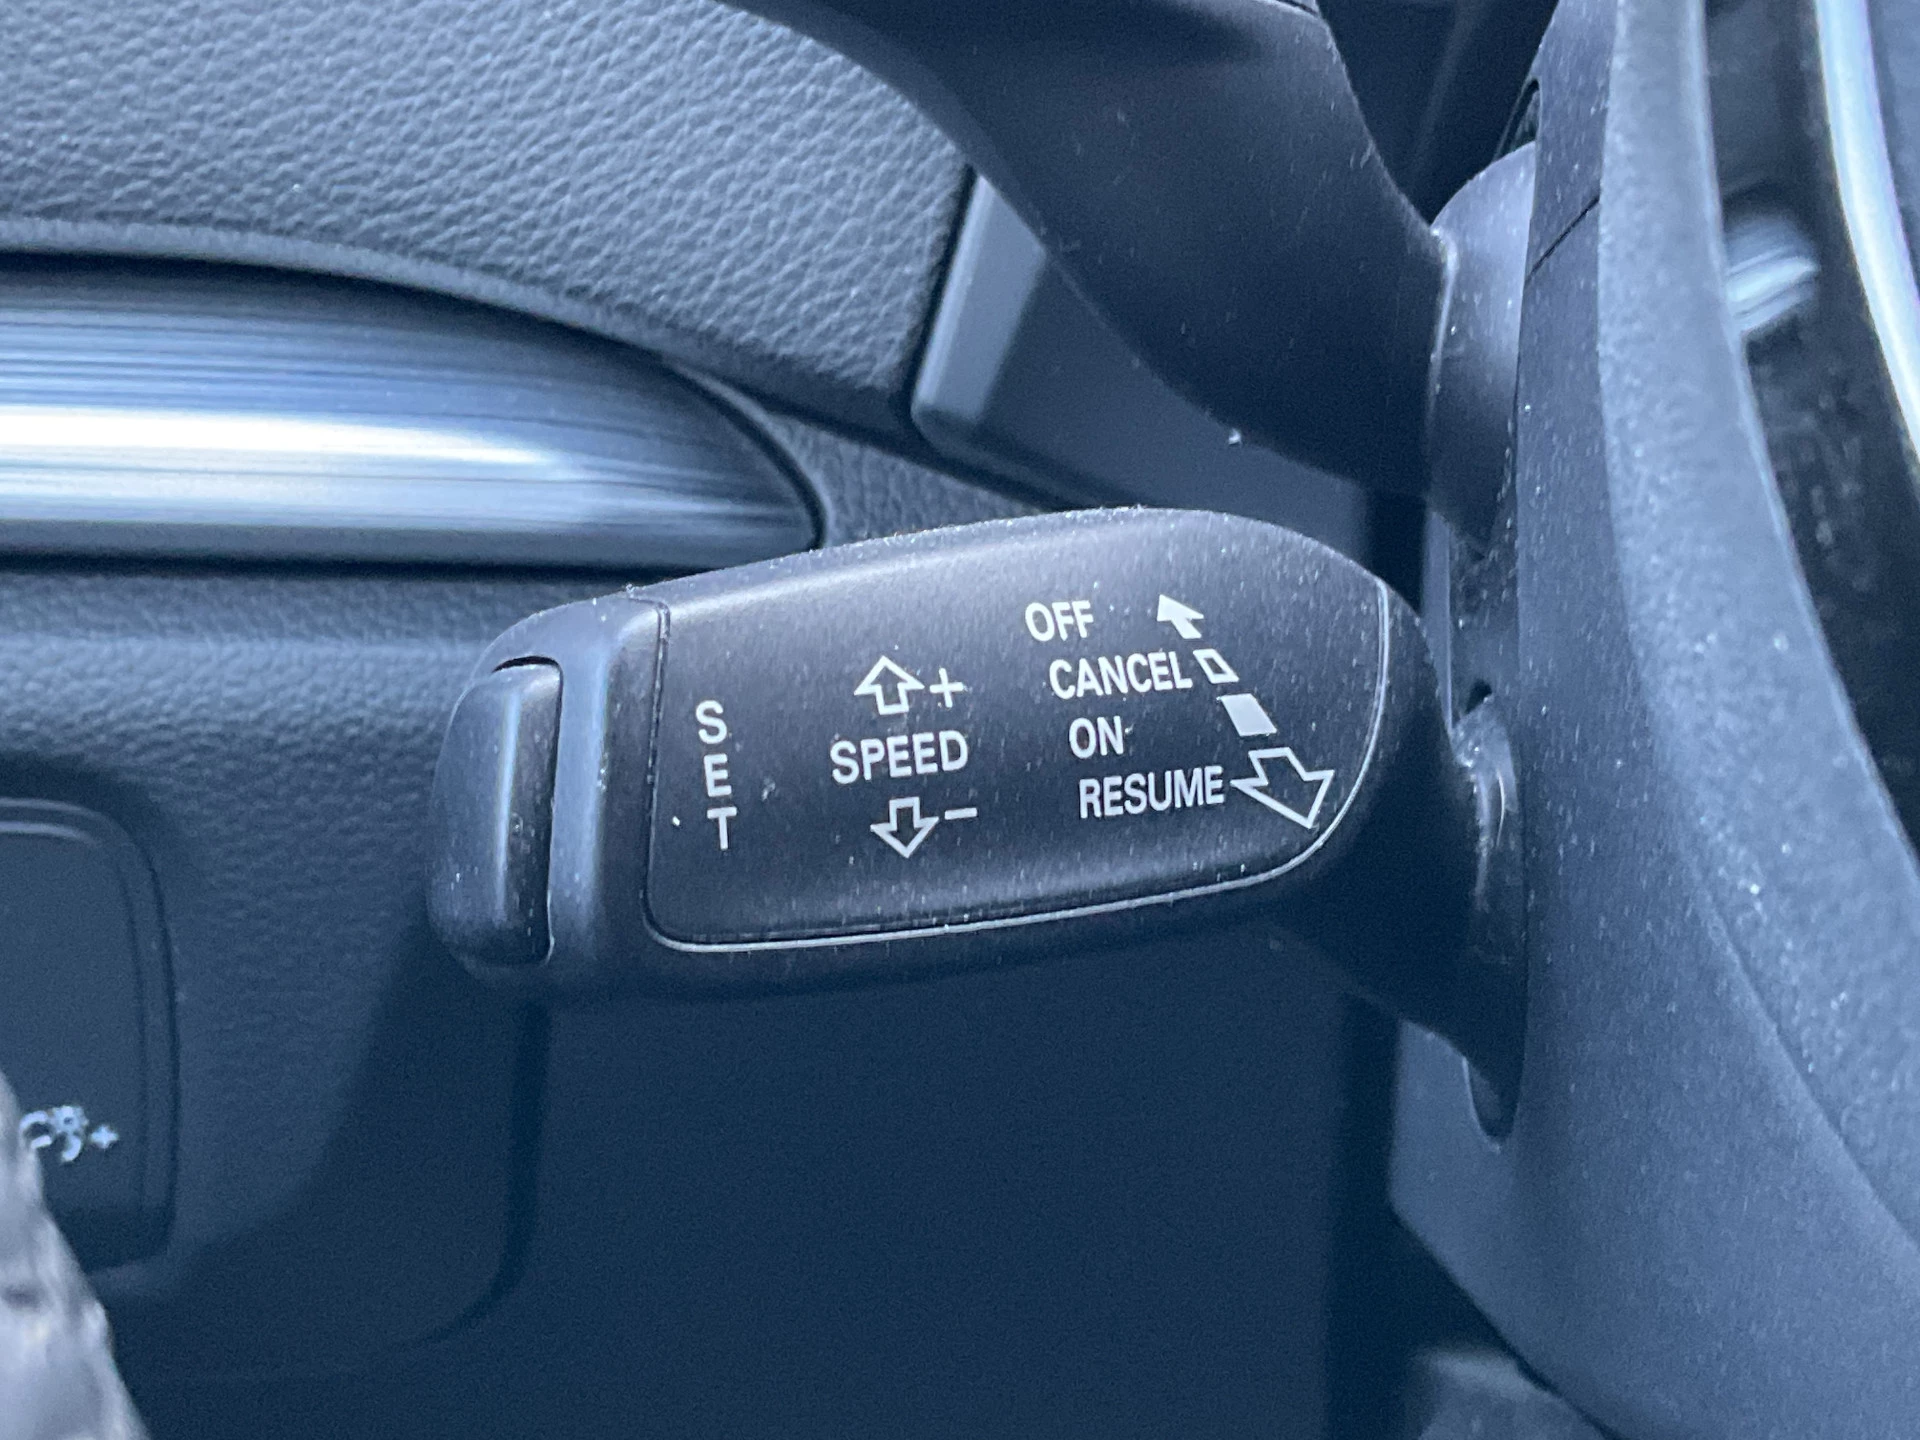 OFF
CANCEL
ON
RESUME
+
SPEED
−
SET